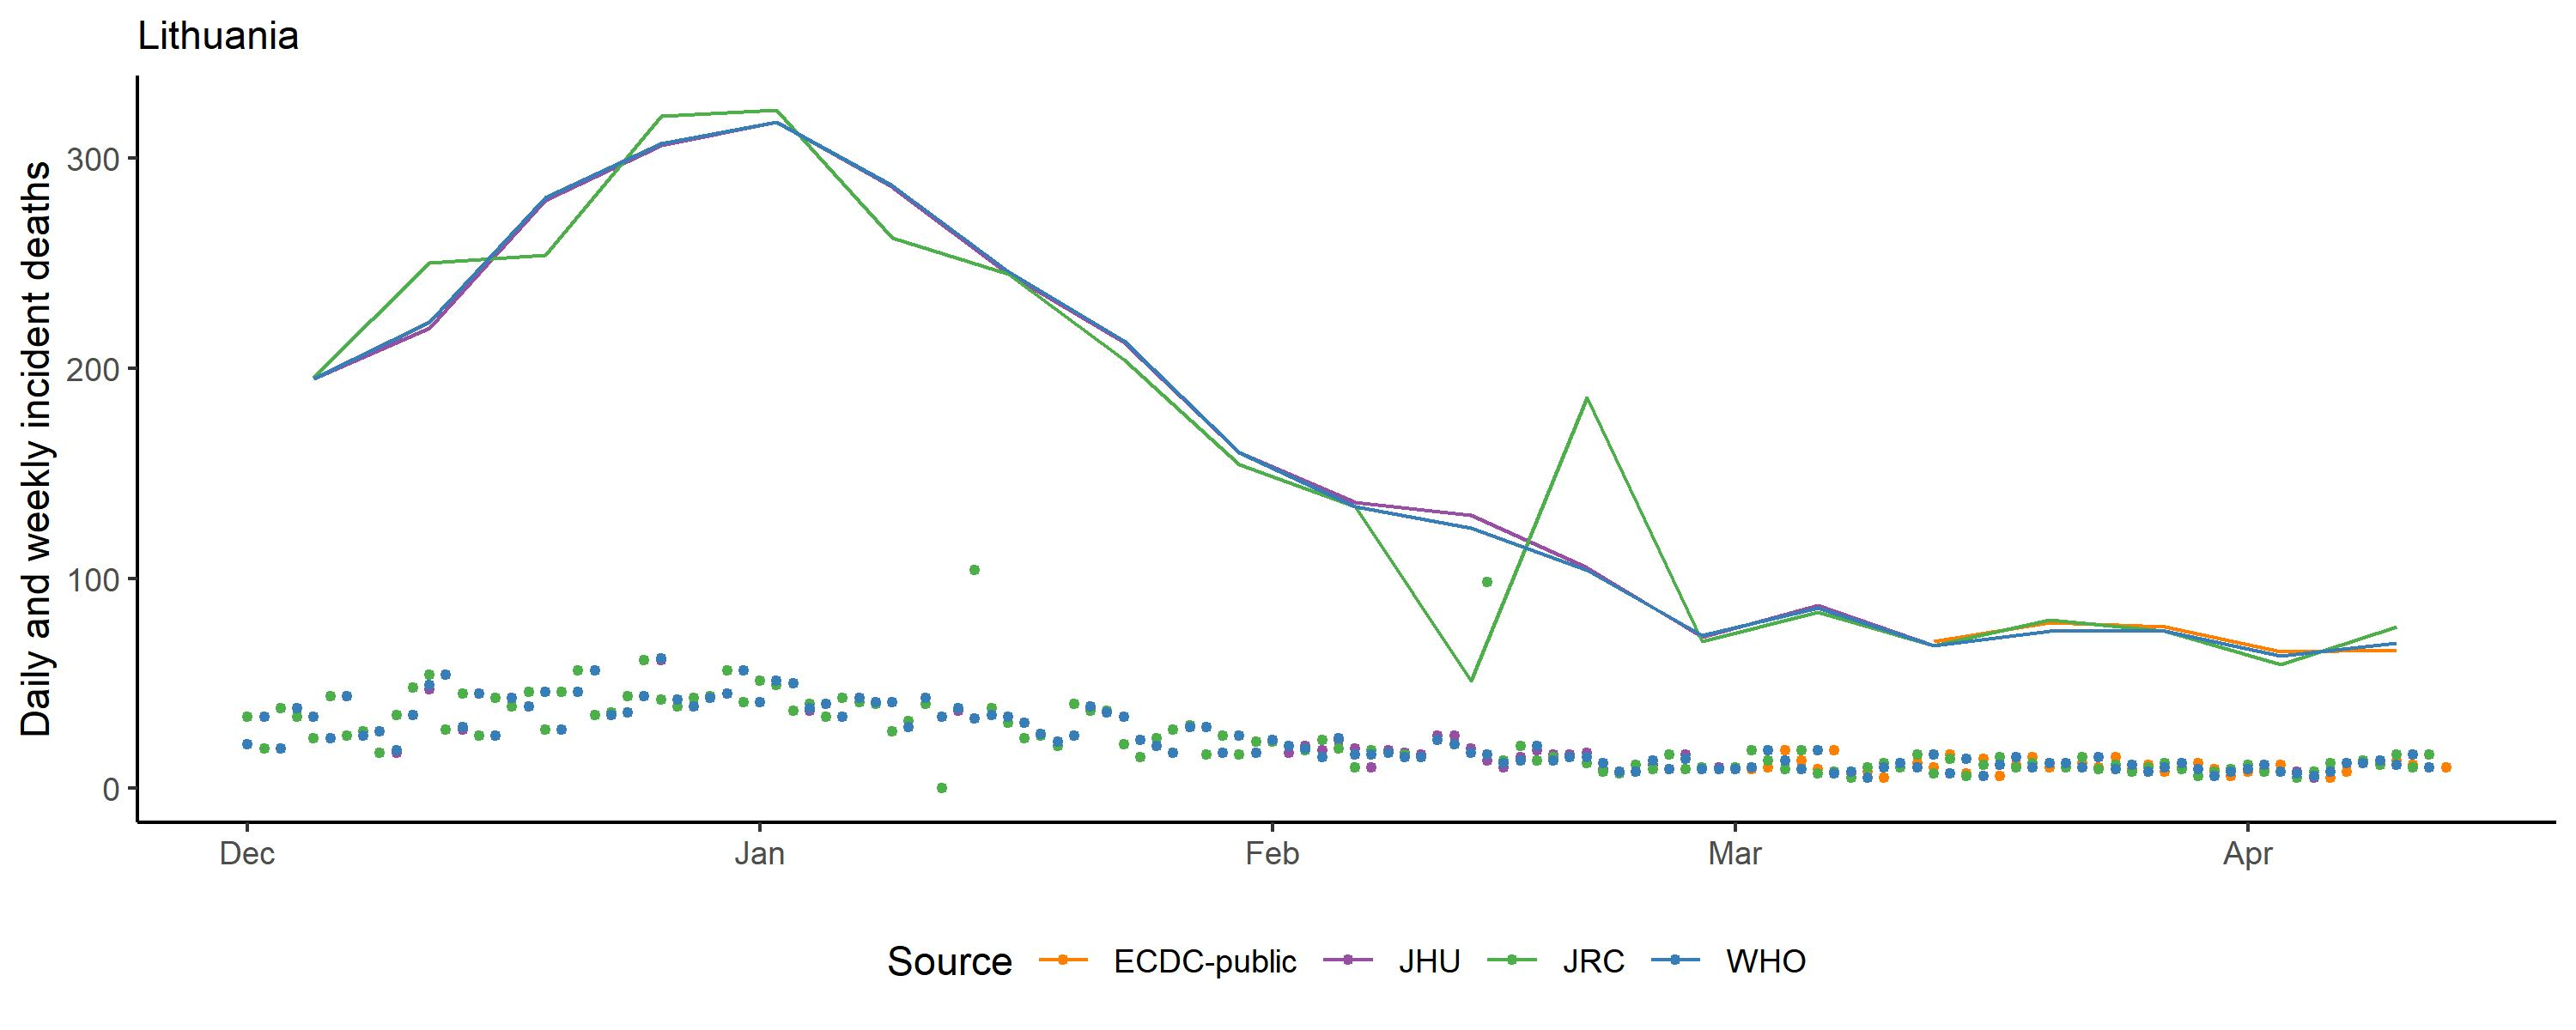 Lithuania
Daily and weekly incident deaths
300
200
100
0
Dec Jan Feb Mar Apr
Source ECDC-public JHU JRC WHO